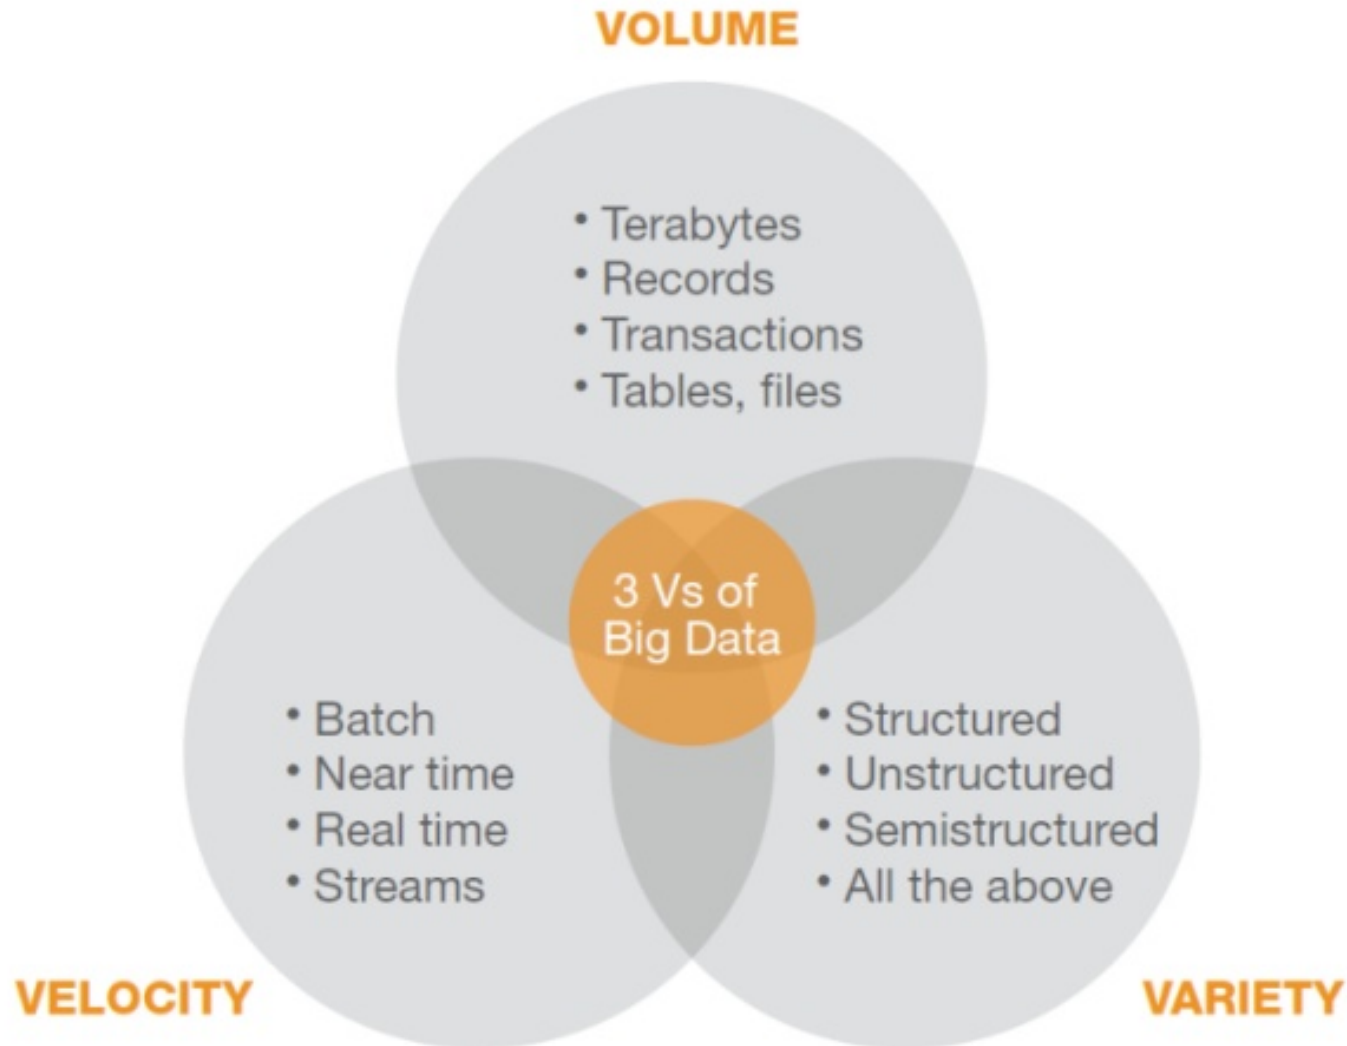 VOLUME
• Terabytes
• Records
• Transactions
• Tables, files
3 Vs of
Big Data
• Batch
• Near time
• Real time
• Streams
• Structured
• Unstructured
• Semistructured
• All the above
VELOCITY
VARIETY